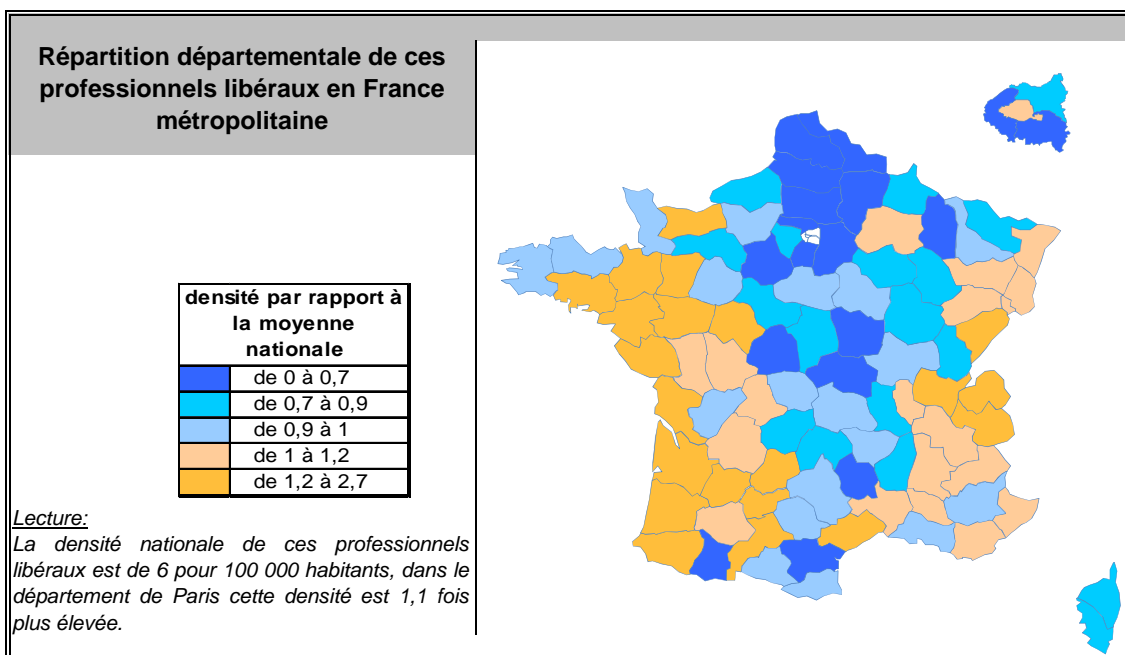 Répartition départementale de ces
professionnels libéraux en France
métropolitaine
densité par rapport à
la moyenne
nationale
de 0 à 0,7
de 0,7 à 0,9
de 0,9 à 1
de 1 à 1,2
de 1,2 à 2,7
Lecture:
La densité nationale de ces professionnels
libéraux est de 6 pour 100 000 habitants, dans le
département de Paris cette densité est 1,1 fois
plus élevée.